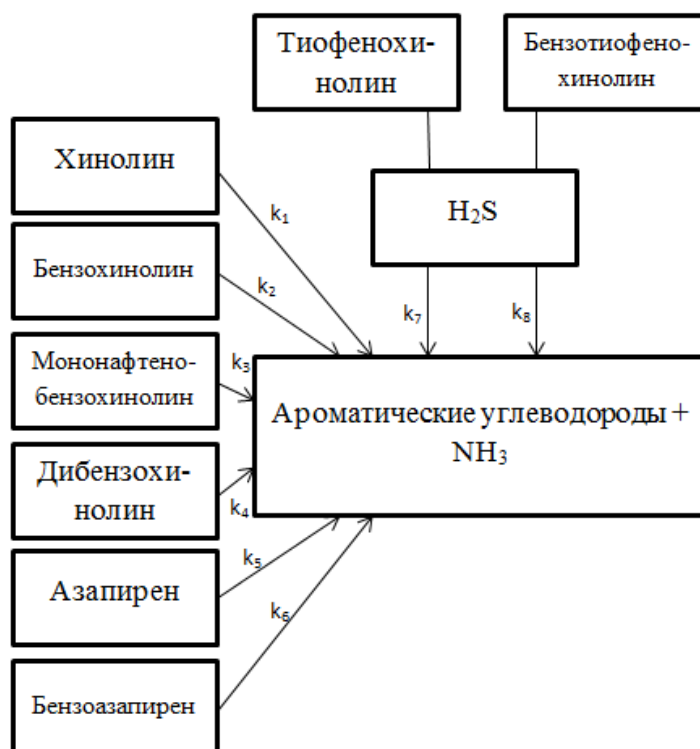 Тиофенохи-
нолин
Бензотиофено-
хинолин
Хинолин
H₂S
k₁
Бензохинолин
k₂
k₇
k₈
Мононафтено-
бензохинолин
k₃
Ароматические углеводороды +
NH₃
Дибензохи-
нолин
k₄
Азапирен
k₅
k₆
Бензоазапирен